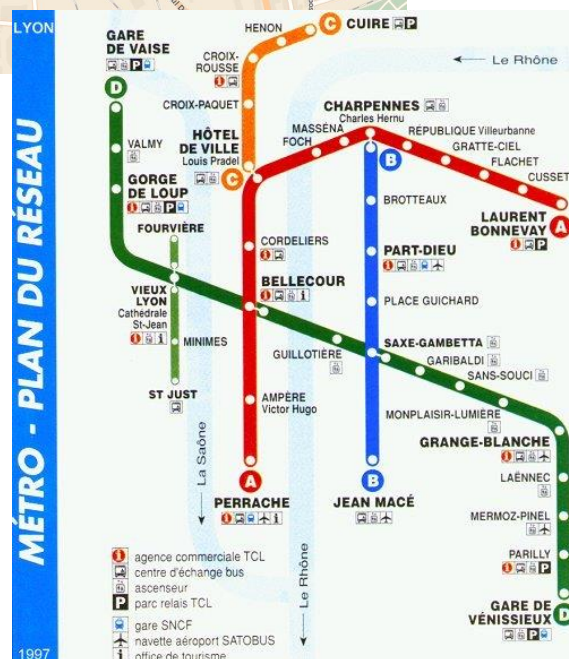 LYON
MÉTRO - PLAN DU RÉSEAU
1997
GARE
DE VAISE
D
VALMY
GORGE
DE LOUP
FOURVIÈRE
VIEUX
LYON
Cathédrale
St-Jean
MINIMES
ST JUST
HENON
C
CUIRE
CROIX-
ROUSSE
CROIX-PAQUET
HÔTEL
DE VILLE
Louis Pradel
C
FOCH
MASSÉNA
Le Rhône
CHARPENNES
Charles Hernu
B
RÉPUBLIQUE Villeurbanne
GRATTE-CIEL
FLACHET
CUSSET
LAURENT
BONNEVAY
A
BROTTEAUX
PART-DIEU
PLACE GUICHARD
CORDELIERS
BELLECOUR
GUILLOTIÈRE
SAXE-GAMBETTA
GARIBALDI
SANS-SOUCI
MONPLAISIR-LUMIÈRE
GRANGE-BLANCHE
LAËNNEC
MERMOZ-PINEL
PARILLY
GARE DE
VÉNISSIEUX
D
AMPÈRE
Victor Hugo
A
PERRACHE
B
JEAN MACÉ
La Saône
Le Rhône
agence commerciale TCL
centre d'échange bus
ascenseur
P parc relais TCL
gare SNCF
navette aéroport SATOBUS
i office de tourisme